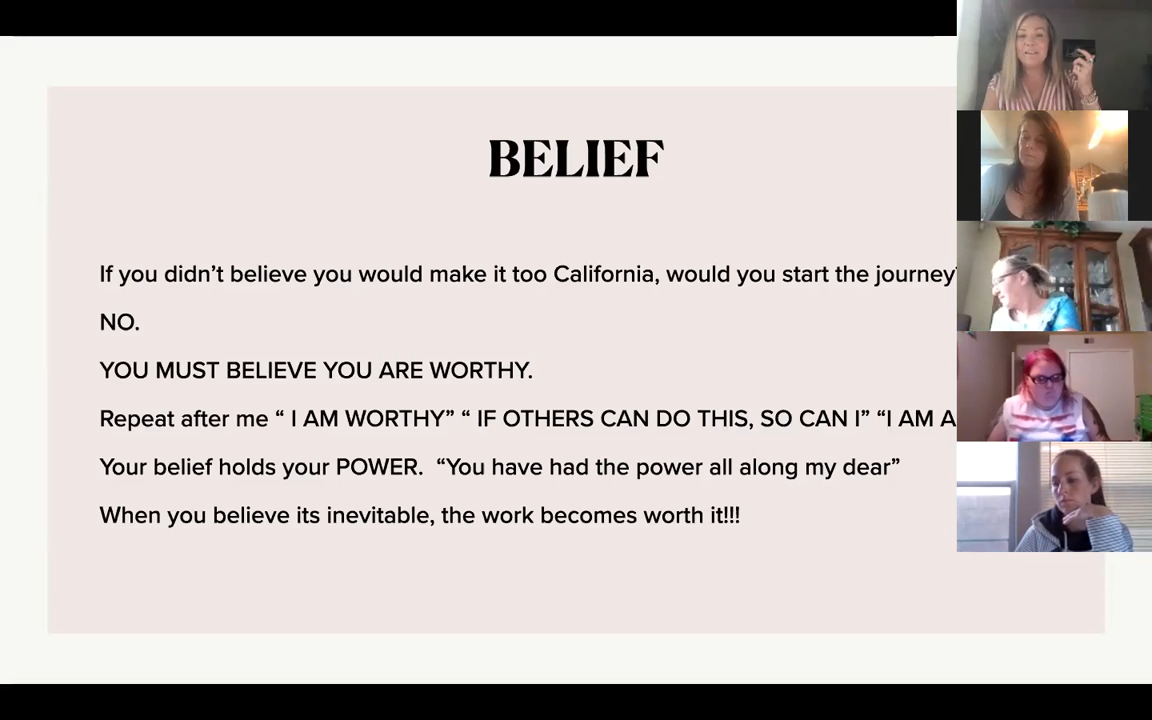 BELIEF
If you didn’t believe you would make it too California, would you start the journey
NO.
YOU MUST BELIEVE YOU ARE WORTHY.
Repeat after me “ I AM WORTHY” “ IF OTHERS CAN DO THIS, SO CAN I” “I AM
Your belief holds your POWER.  “You have had the power all along my dear”
When you believe its inevitable, the work becomes worth it!!!